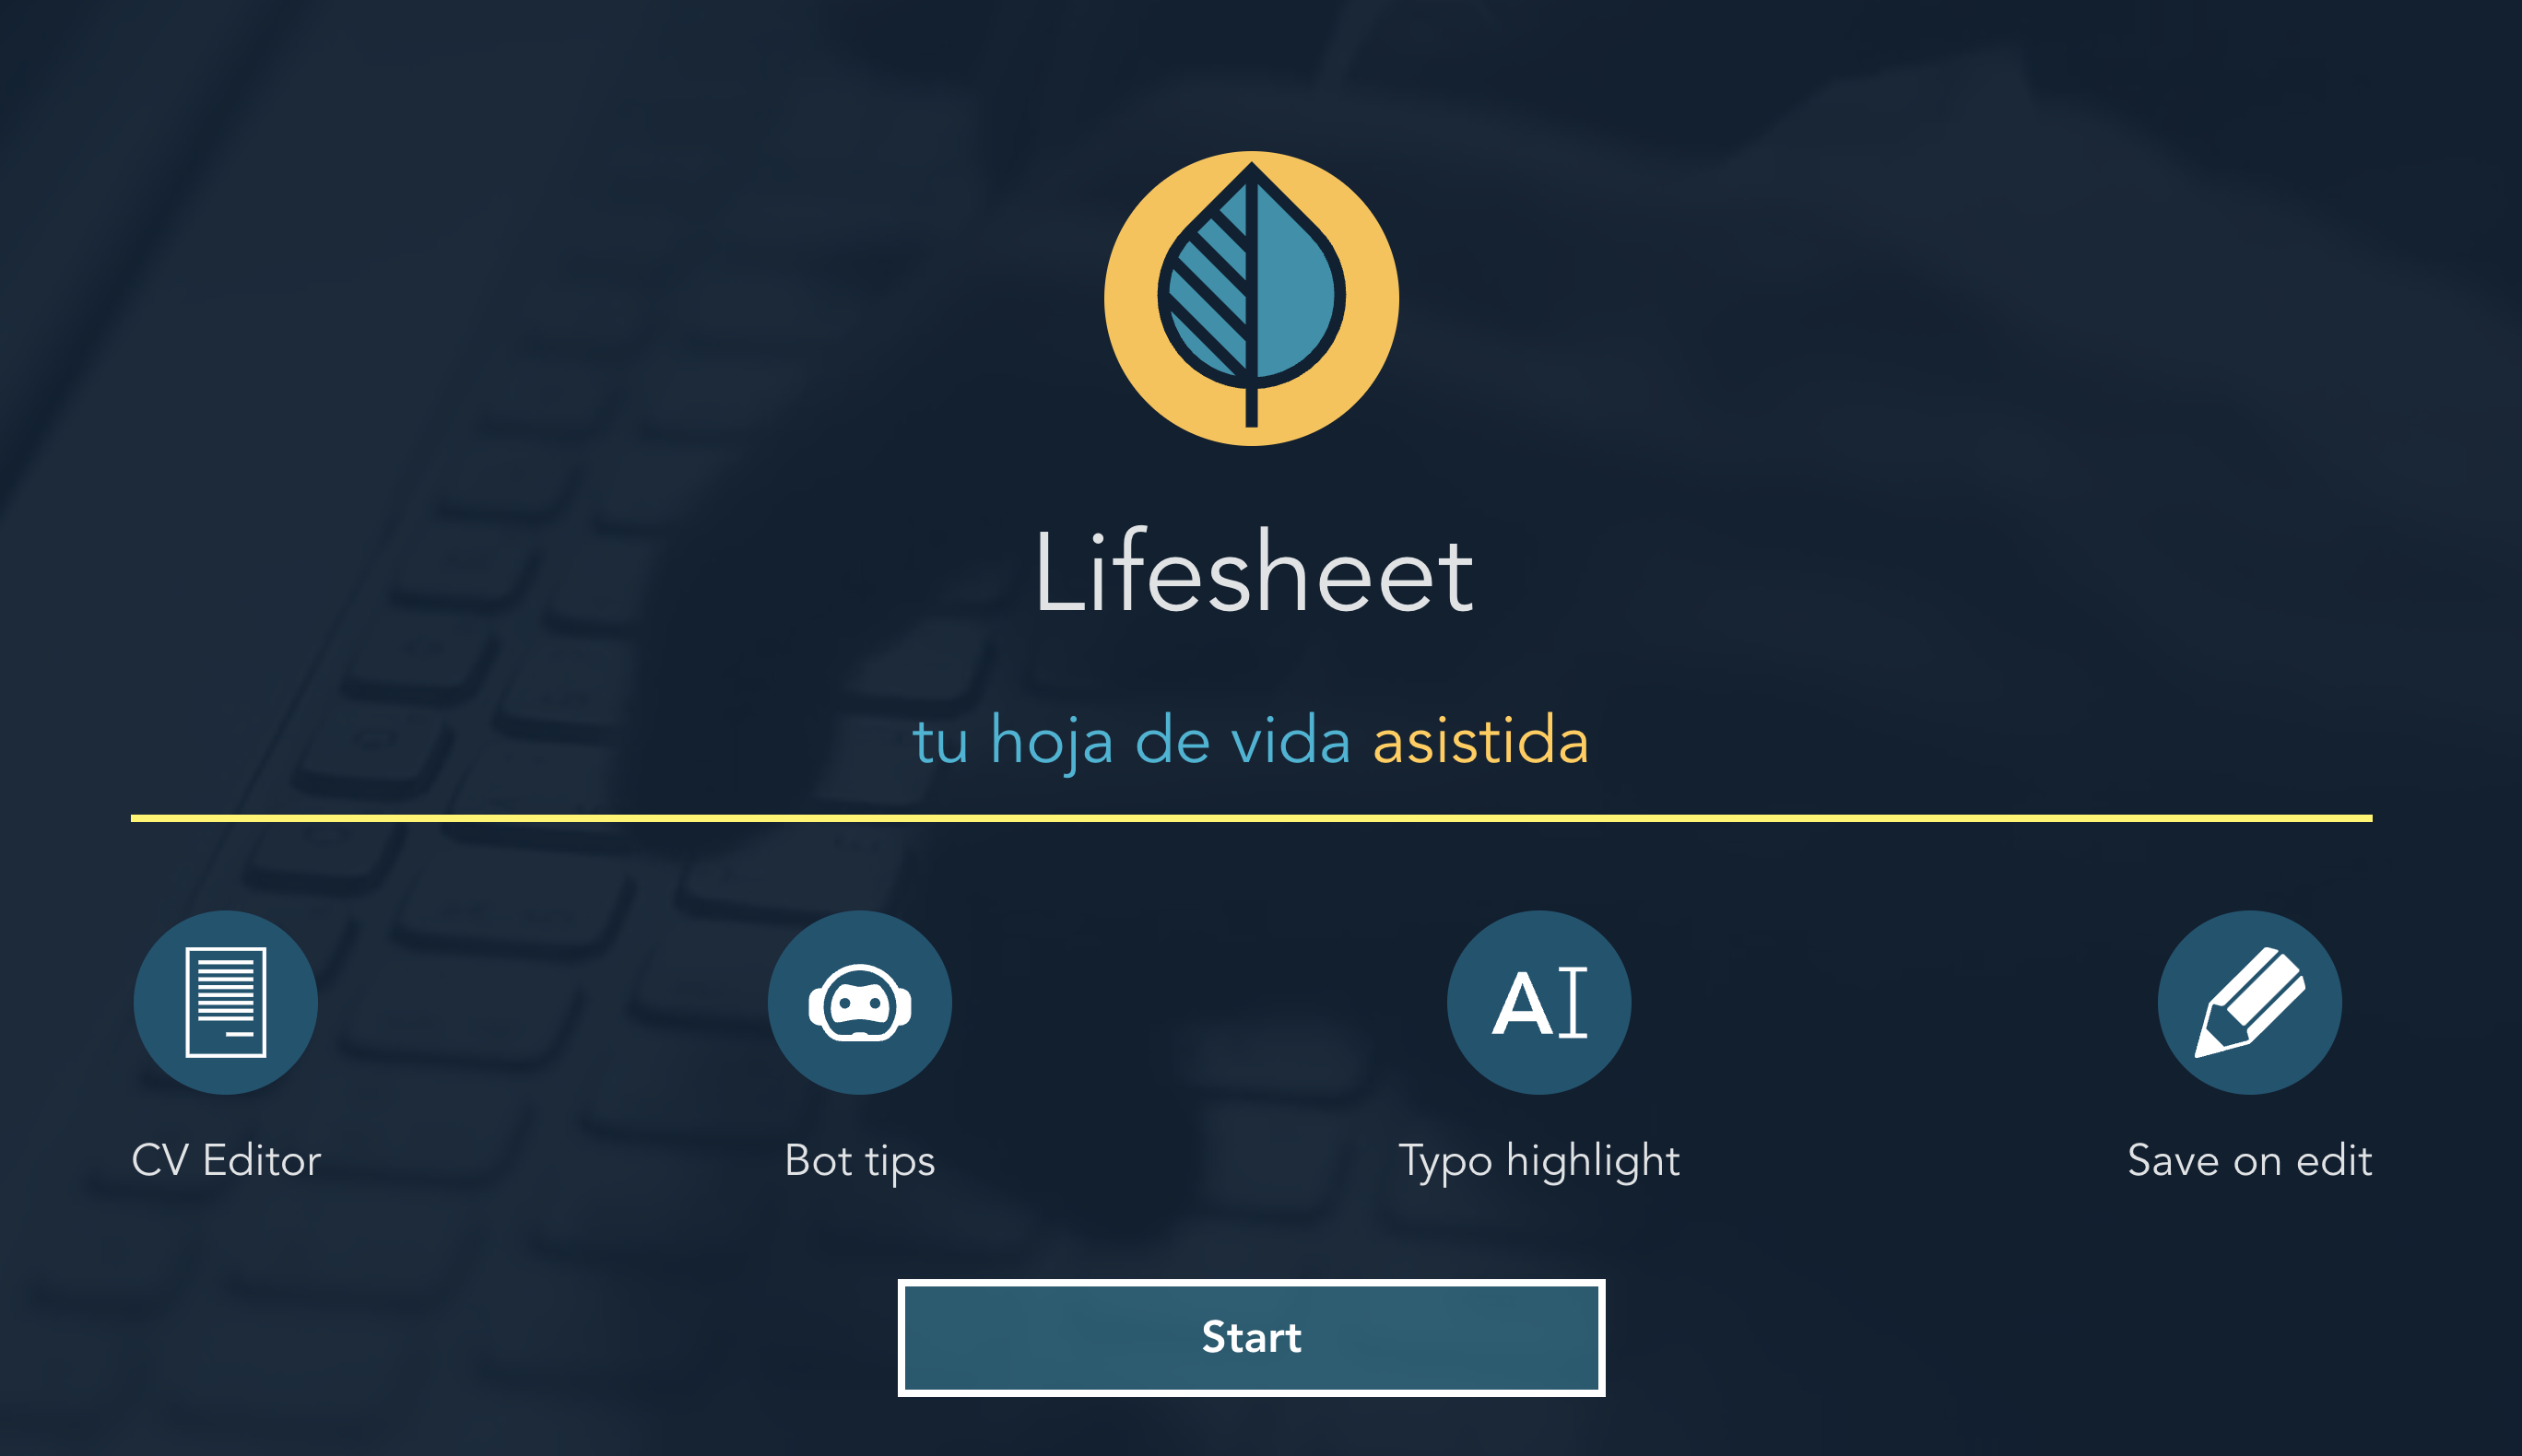 Lifesheet
tu hoja de vida asistida
AI
CV Editor
Bot tips
Typo highlight
Save on edit
Start